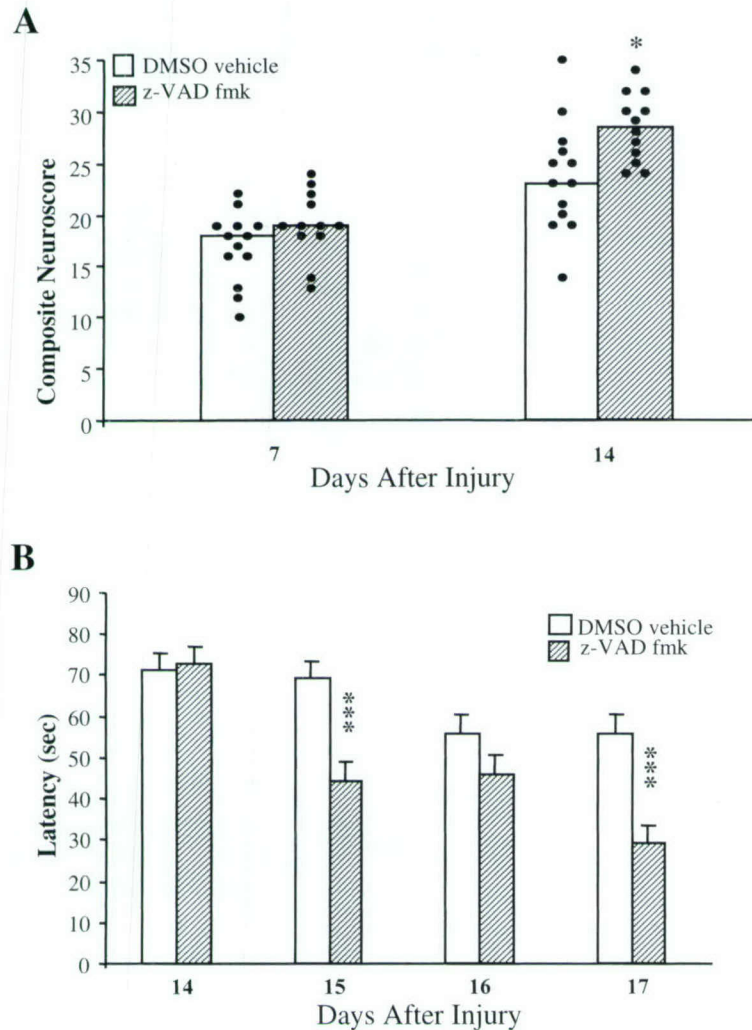 A
35
30
25
20
15
10
5
0
Composite Neuroscore
DMSO vehicle
z-VAD fmk
*
7
14
Days After Injury
B
90
80
70
60
50
40
30
20
10
0
Latency (sec)
DMSO vehicle
z-VAD fmk
***
***
14
15
16
17
Days After Injury